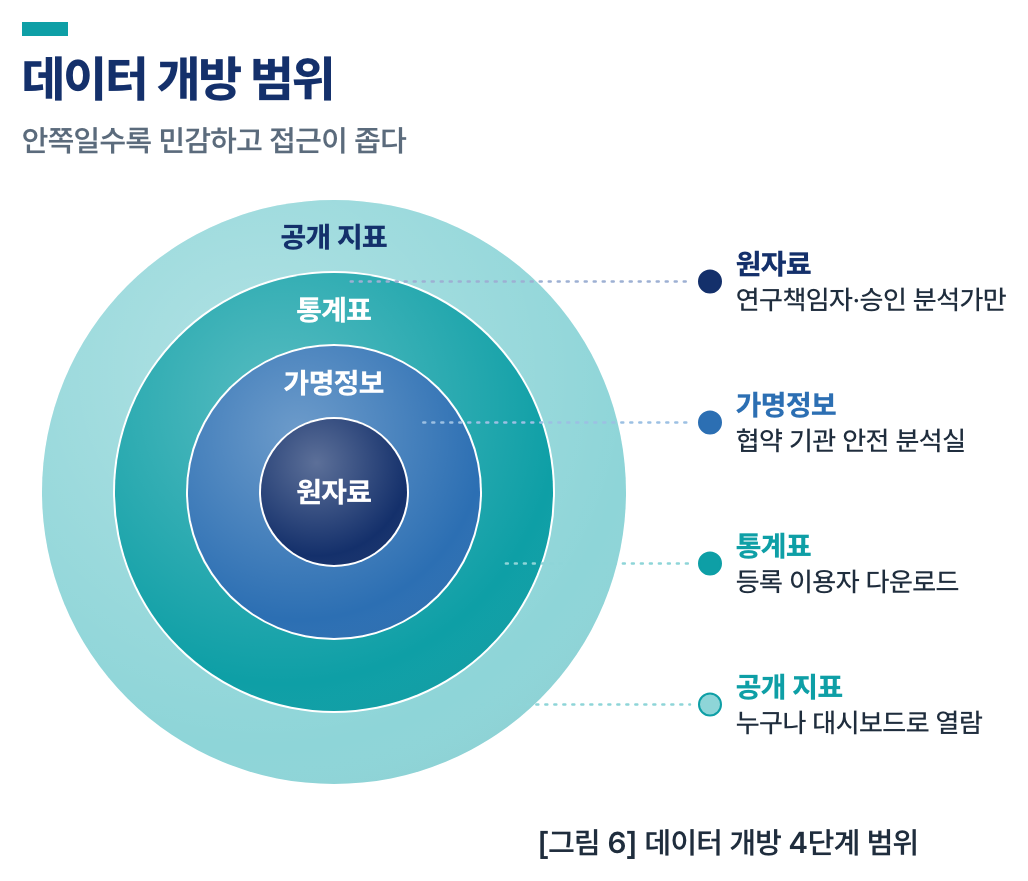 데이터 개방 범위
안쪽일수록 민감하고 접근이 좁다
공개 지표
통계표
가명정보
원자료
원자료
연구책임자·승인 분석가만
가명정보
협약 기관 안전 분석실
통계표
등록 이용자 다운로드
공개 지표
누구나 대시보드로 열람
[그림 6] 데이터 개방 4단계 범위